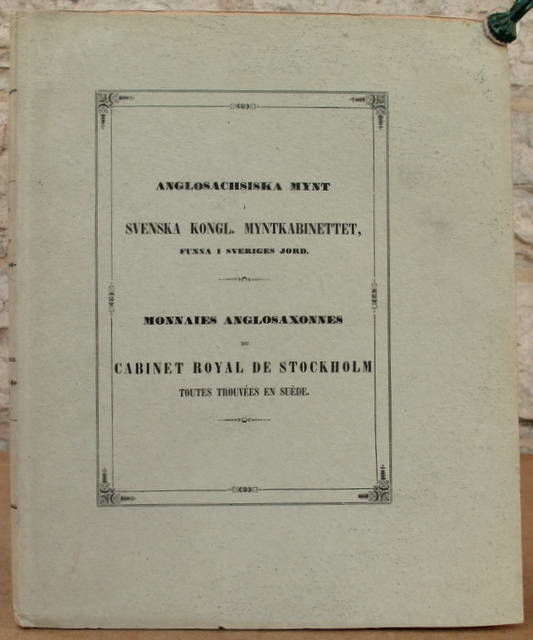 ANGLOSACHSISKA MYNT
I
SVENSKA KONGL. MYNTKABINETTET,
FUNNA I SVERIGES JORD.
MONNAIES ANGLOSAXONNES
DU
CABINET ROYAL DE STOCKHOLM
TOUTES TROUVÉES EN SUÈDE.